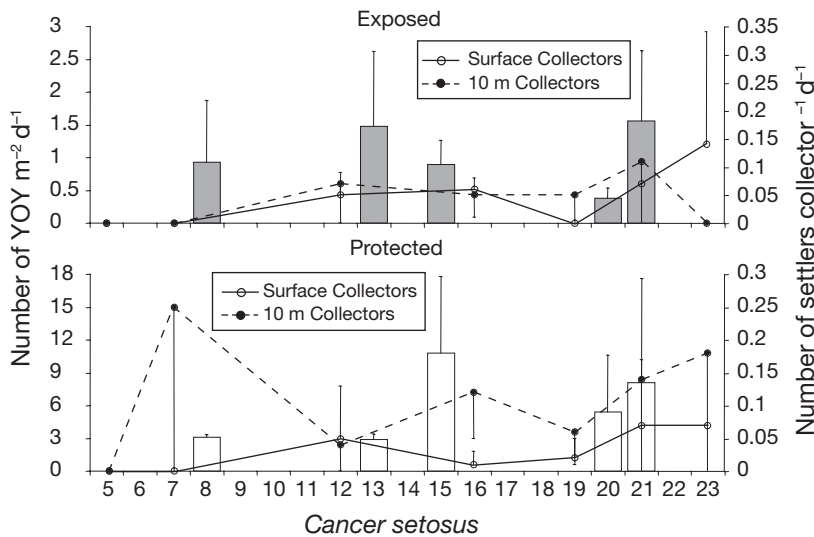 Exposed
3
2.5
2
1.5
1
0.5
0
Surface Collectors
10 m Collectors
0.35
0.3
0.25
0.2
0.15
0.1
0.05
0
Number of YOY m⁻² d⁻¹
Number of settlers collector ⁻¹ d⁻¹
Protected
18
15
12
9
6
3
0
Surface Collectors
10 m Collectors
0.3
0.25
0.2
0.15
0.1
0.05
0
5 6 7 8 9 10 11 12 13 14 15 16 17 18 19 20 21 22 23
Cancer setosus